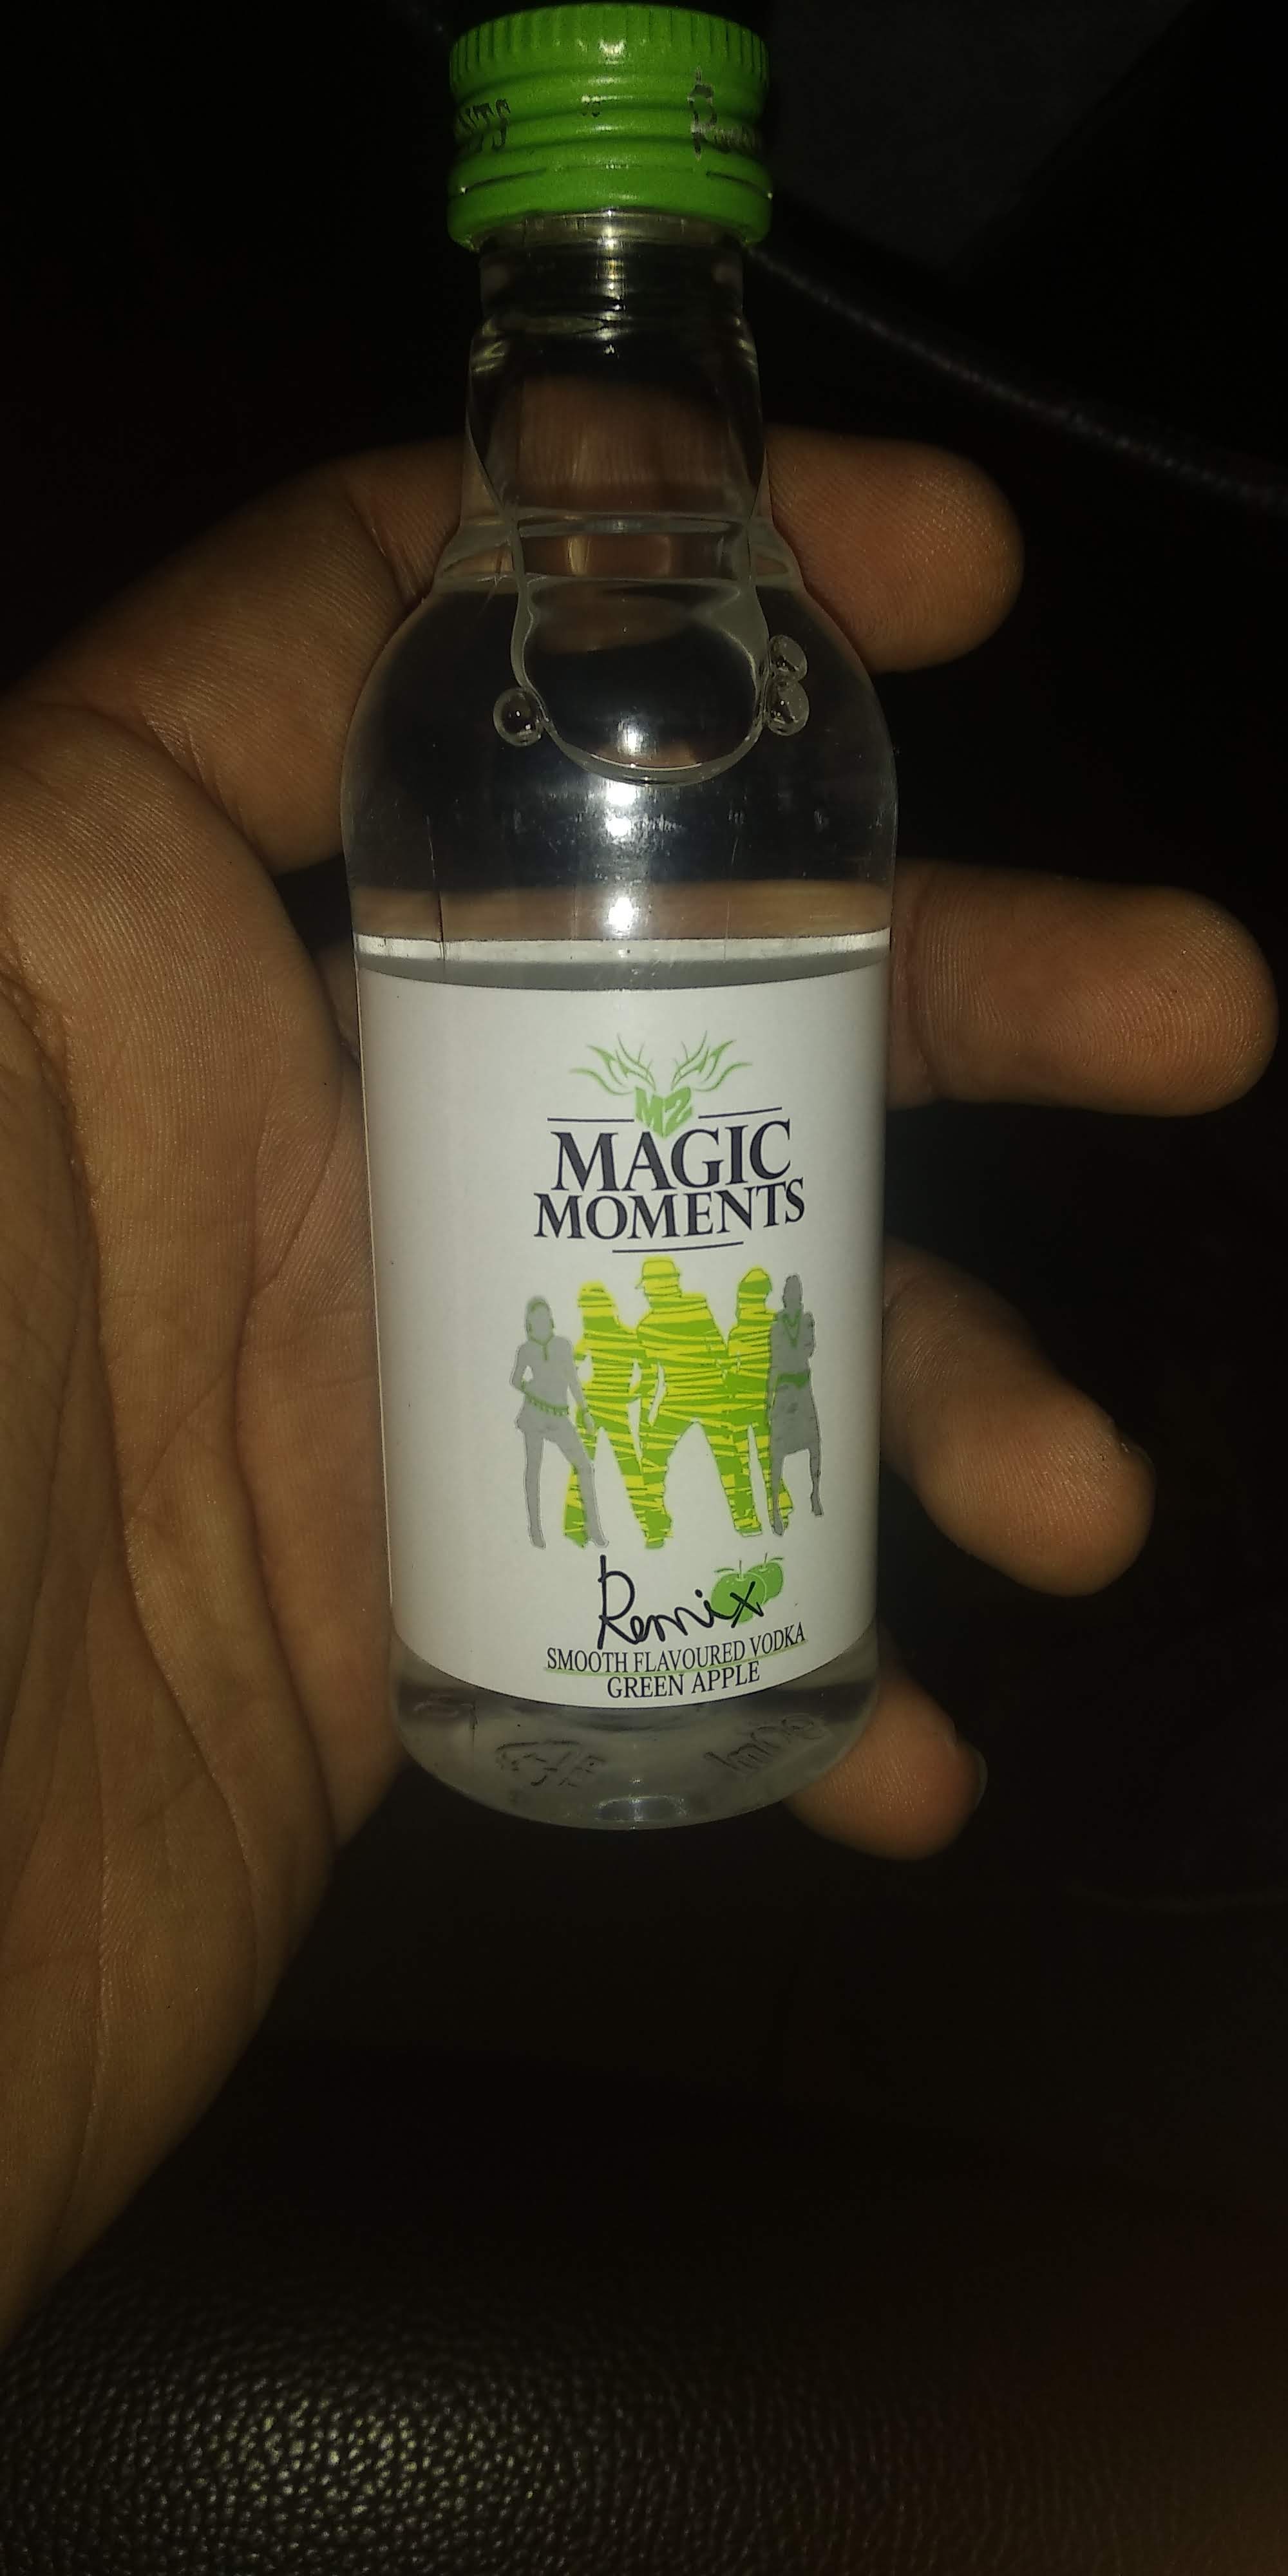 M2
MAGIC
MOMENTS
Remix
SMOOTH FLAVOURED VODKA
GREEN APPLE